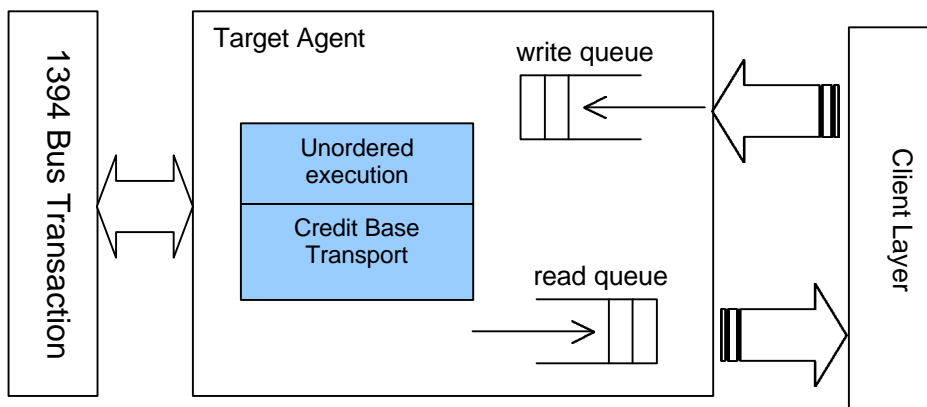 1394 Bus Transaction
Target Agent
write queue
Unordered
execution
Credit Base
Transport
read queue
Client Layer